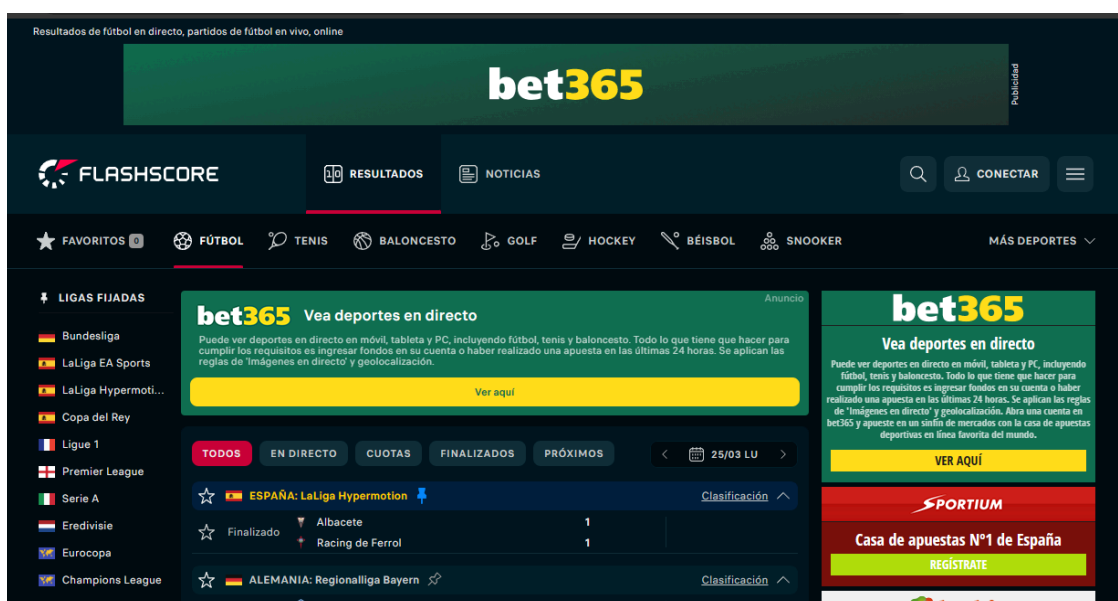 Resultados de fútbol en directo, partidos de fútbol en vivo, online
bet365
Publicidad
FLASHSCORE
RESULTADOS
NOTICIAS
CONECTAR
FAVORITOS 0
FÚTBOL
TENIS
BALONCESTO
GOLF
HOCKEY
BÉISBOL
SNOOKER
MÁS DEPORTES
LIGAS FIJADAS
Bundesliga
LaLiga EA Sports
LaLiga Hypermoti...
Copa del Rey
Ligue 1
Premier League
Serie A
Eredivisie
Eurocopa
Champions League
Anuncio
bet365 Vea deportes en directo
Puede ver deportes en directo en móvil, tableta y PC, incluyendo fútbol, tenis y baloncesto. Todo lo que tiene que hacer para
cumplir los requisitos es ingresar fondos en su cuenta o haber realizado una apuesta en las últimas 24 horas. Se aplican las
reglas de 'Imágenes en directo' y geolocalización.
Ver aquí
TODOS
EN DIRECTO
CUOTAS
FINALIZADOS
PRÓXIMOS
25/03 LU
ESPAÑA: LaLiga Hypermotion
Clasificación
Finalizado
Albacete 1
Racing de Ferrol 1
ALEMANIA: Regionalliga Bayern
Clasificación
bet365
Vea deportes en directo
Puede ver deportes en directo en móvil, tableta y PC, incluyendo
fútbol, tenis y baloncesto. Todo lo que tiene que hacer para
cumplir los requisitos es ingresar fondos en su cuenta o haber
realizado una apuesta en las últimas 24 horas. Se aplican las reglas
de 'Imágenes en directo' y geolocalización. Abra una cuenta en
bet365 y apueste en un sinfín de mercados con la casa de apuestas
deportivas en línea favorita del mundo.
VER AQUÍ
SPORTIUM
Casa de apuestas Nº1 de España
REGÍSTRATE